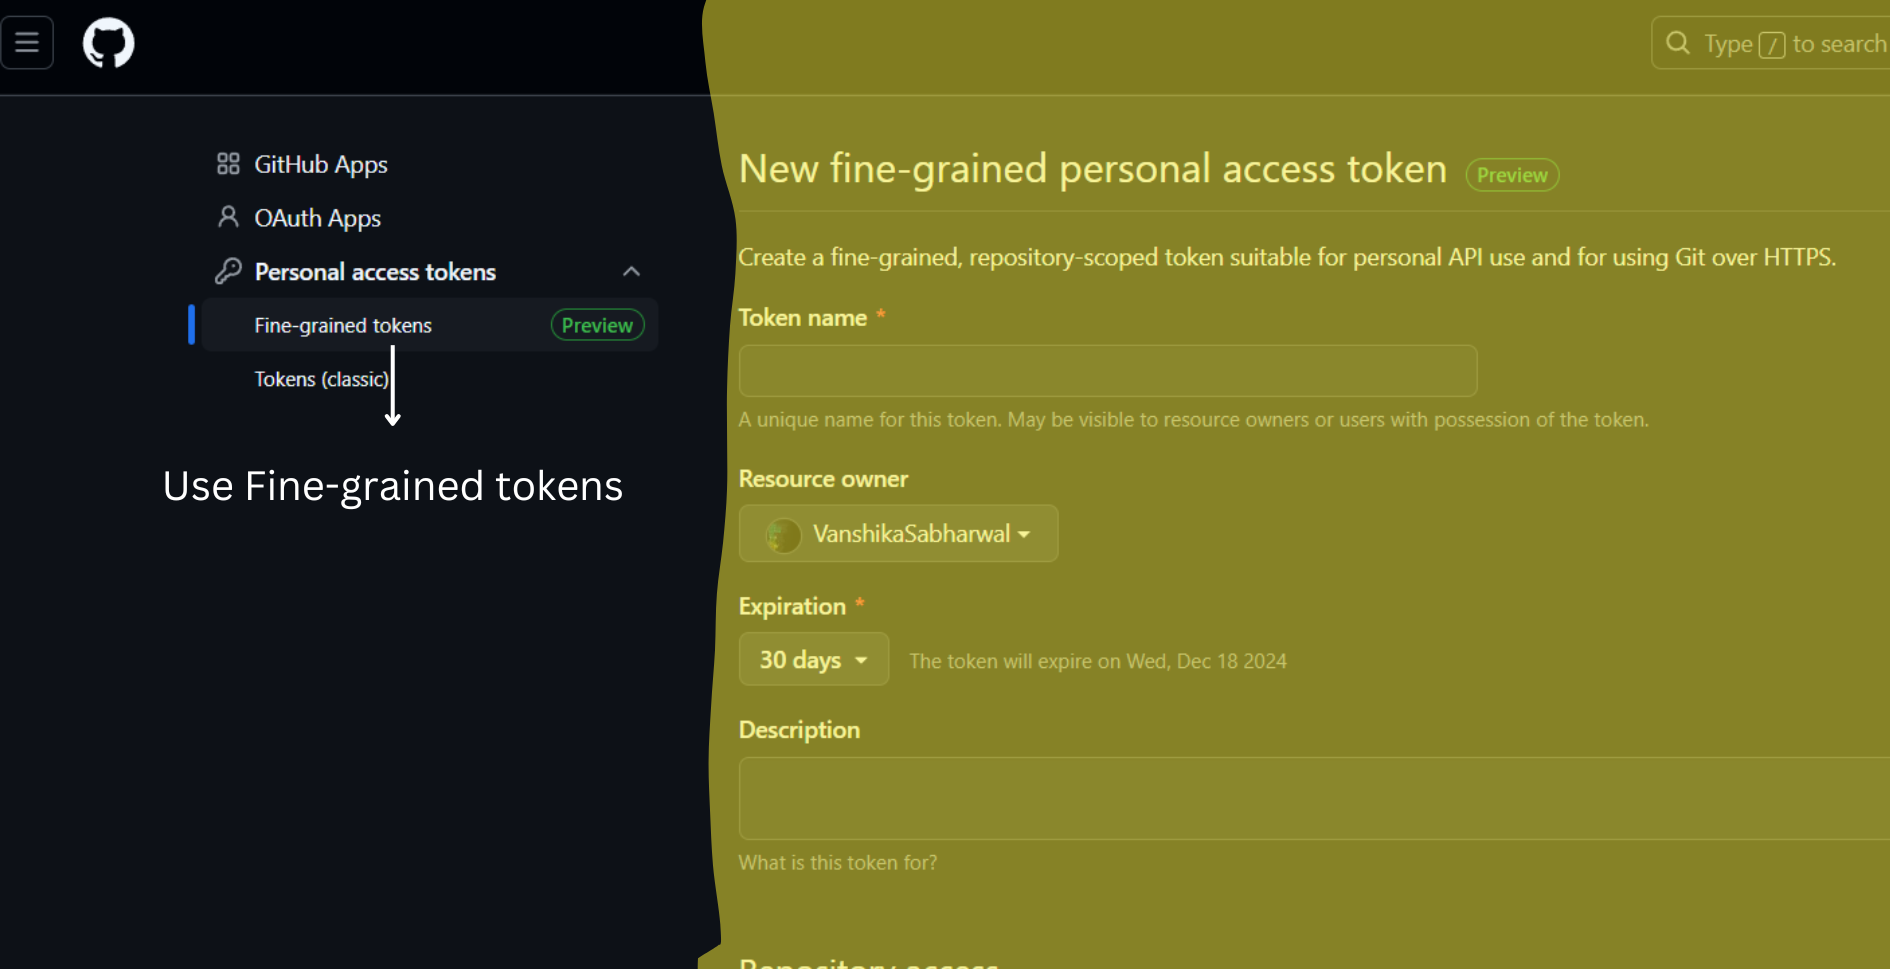 Type / to search
GitHub Apps
OAuth Apps
Personal access tokens
Fine-grained tokens Preview
Tokens (classic)
Use Fine-grained tokens
New fine-grained personal access token Preview
Create a fine-grained, repository-scoped token suitable for personal API use and for using Git over HTTPS.
Token name *
A unique name for this token. May be visible to resource owners or users with possession of the token.
Resource owner
VanshikaSabharwal
Expiration *
30 days The token will expire on Wed, Dec 18 2024
Description
What is this token for?
Repository access